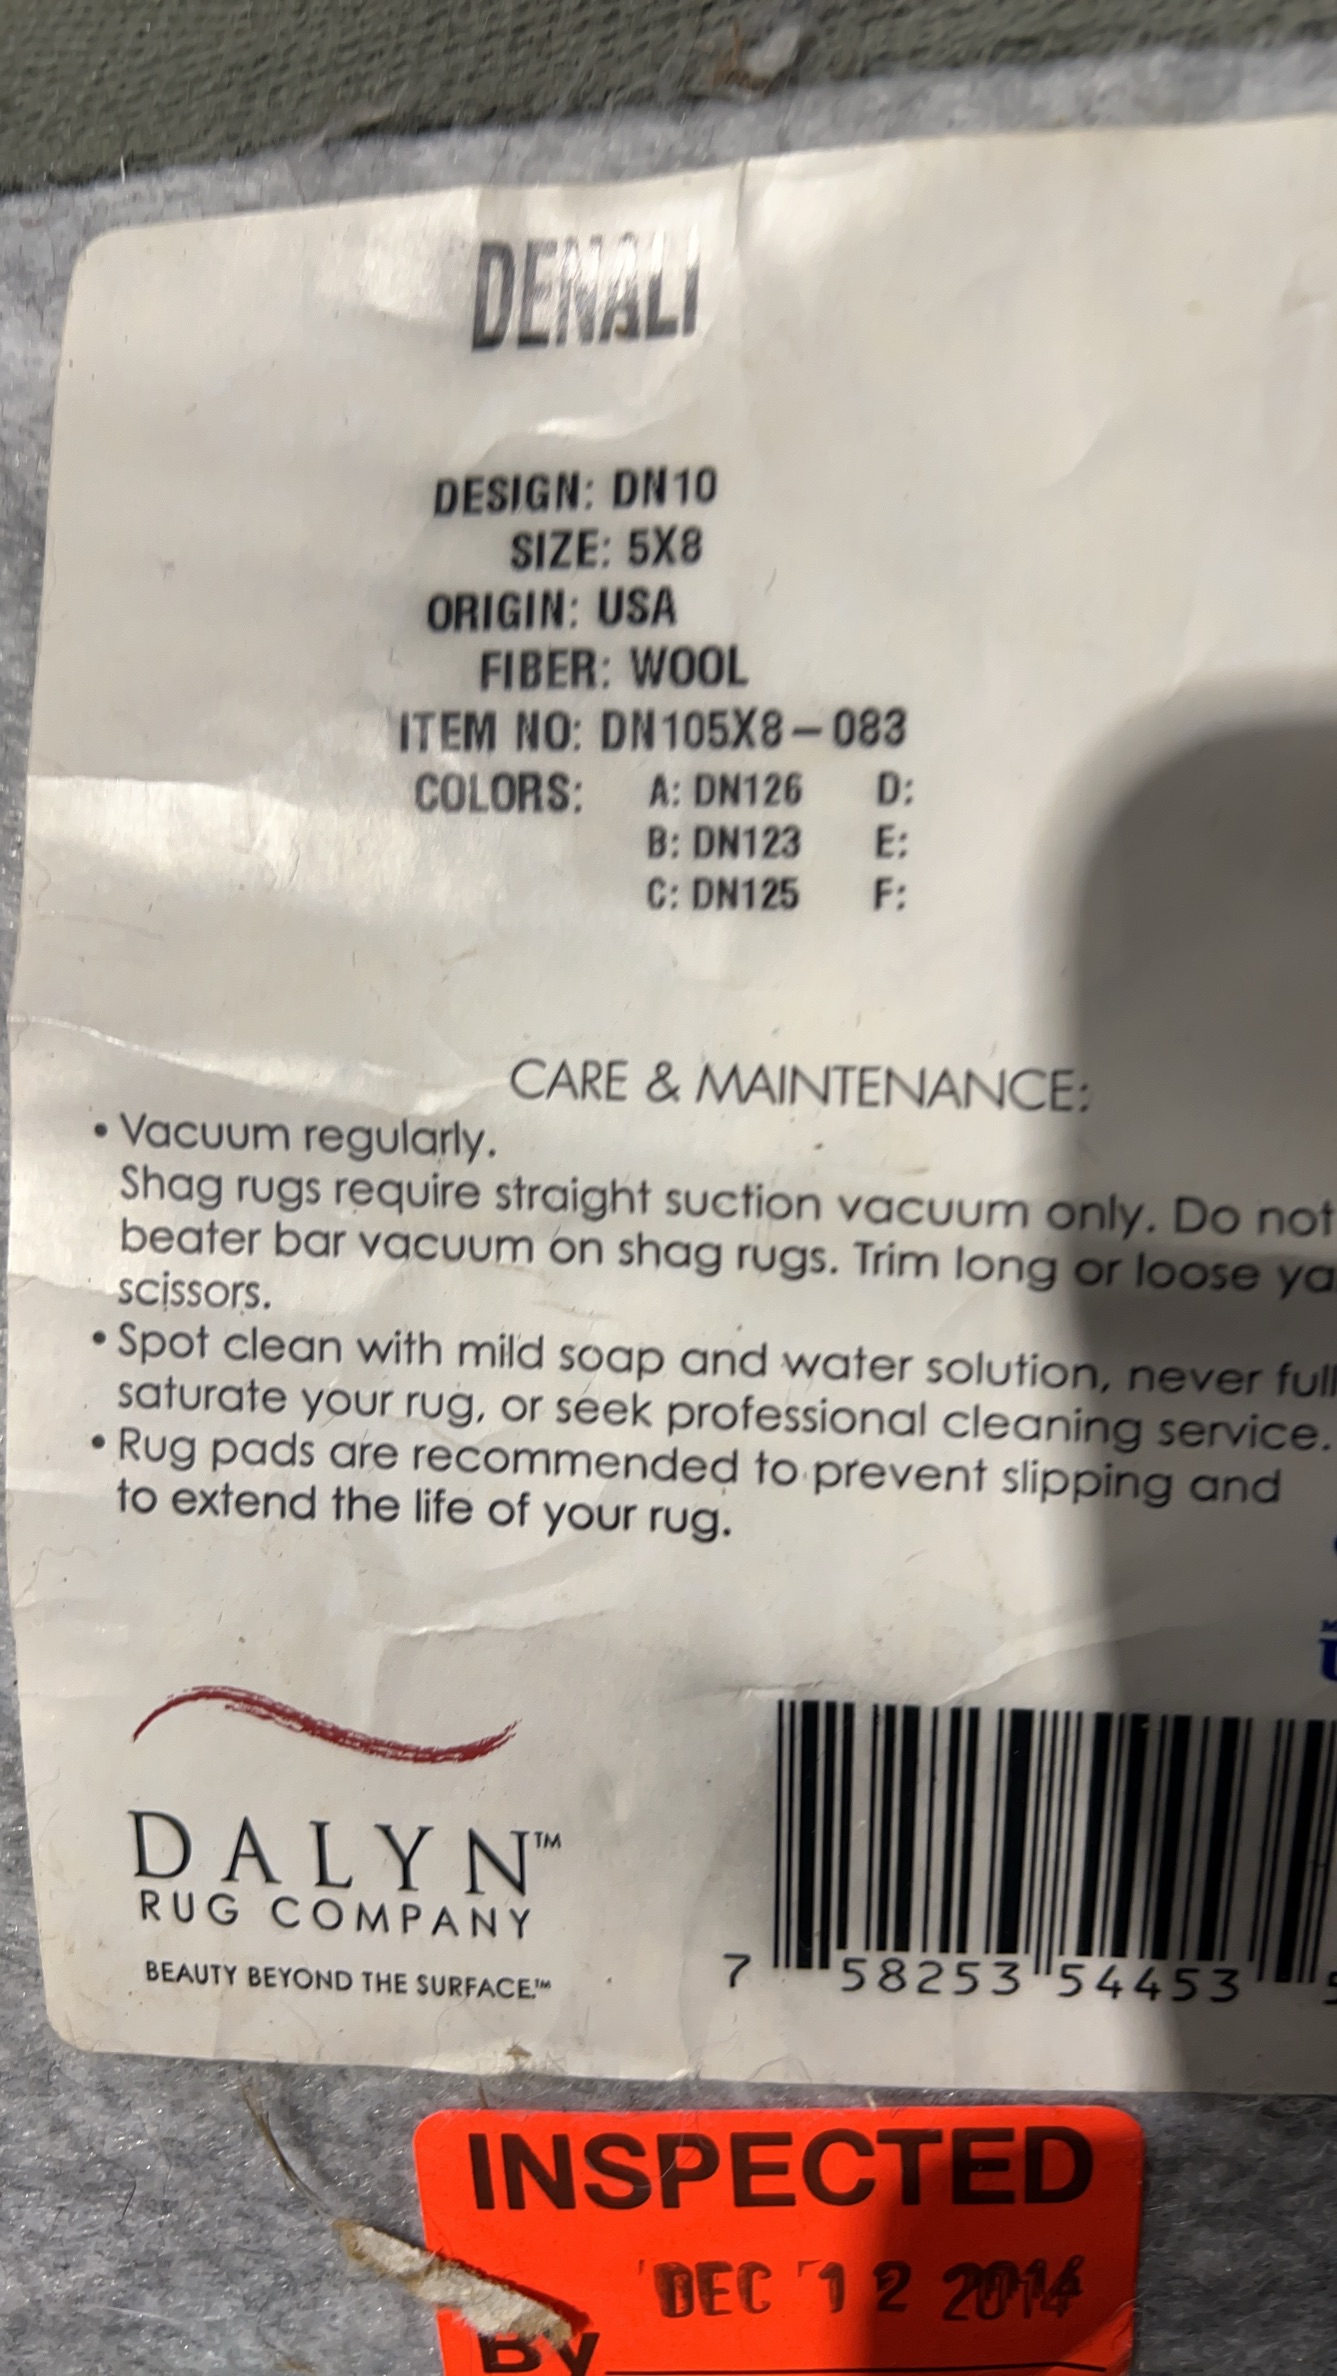 DENALI
DESIGN: DN10
SIZE: 5X8
ORIGIN: USA
FIBER: WOOL
ITEM NO: DN105X8-083
COLORS: A: DN126 D:
B: DN123 E:
C: DN125 F:
CARE & MAINTENANCE:
• Vacuum regularly.
Shag rugs require straight suction vacuum only. Do not
beater bar vacuum on shag rugs. Trim long or loose
scissors.
• Spot clean with mild soap and water solution, never
saturate your rug, or seek professional cleaning service.
• Rug pads are recommended to prevent slipping and
to extend the life of your rug.
DALYN™
RUG COMPANY
BEAUTY BEYOND THE SURFACE.™
7 58253 54453
INSPECTED
DEC 12 2014
By